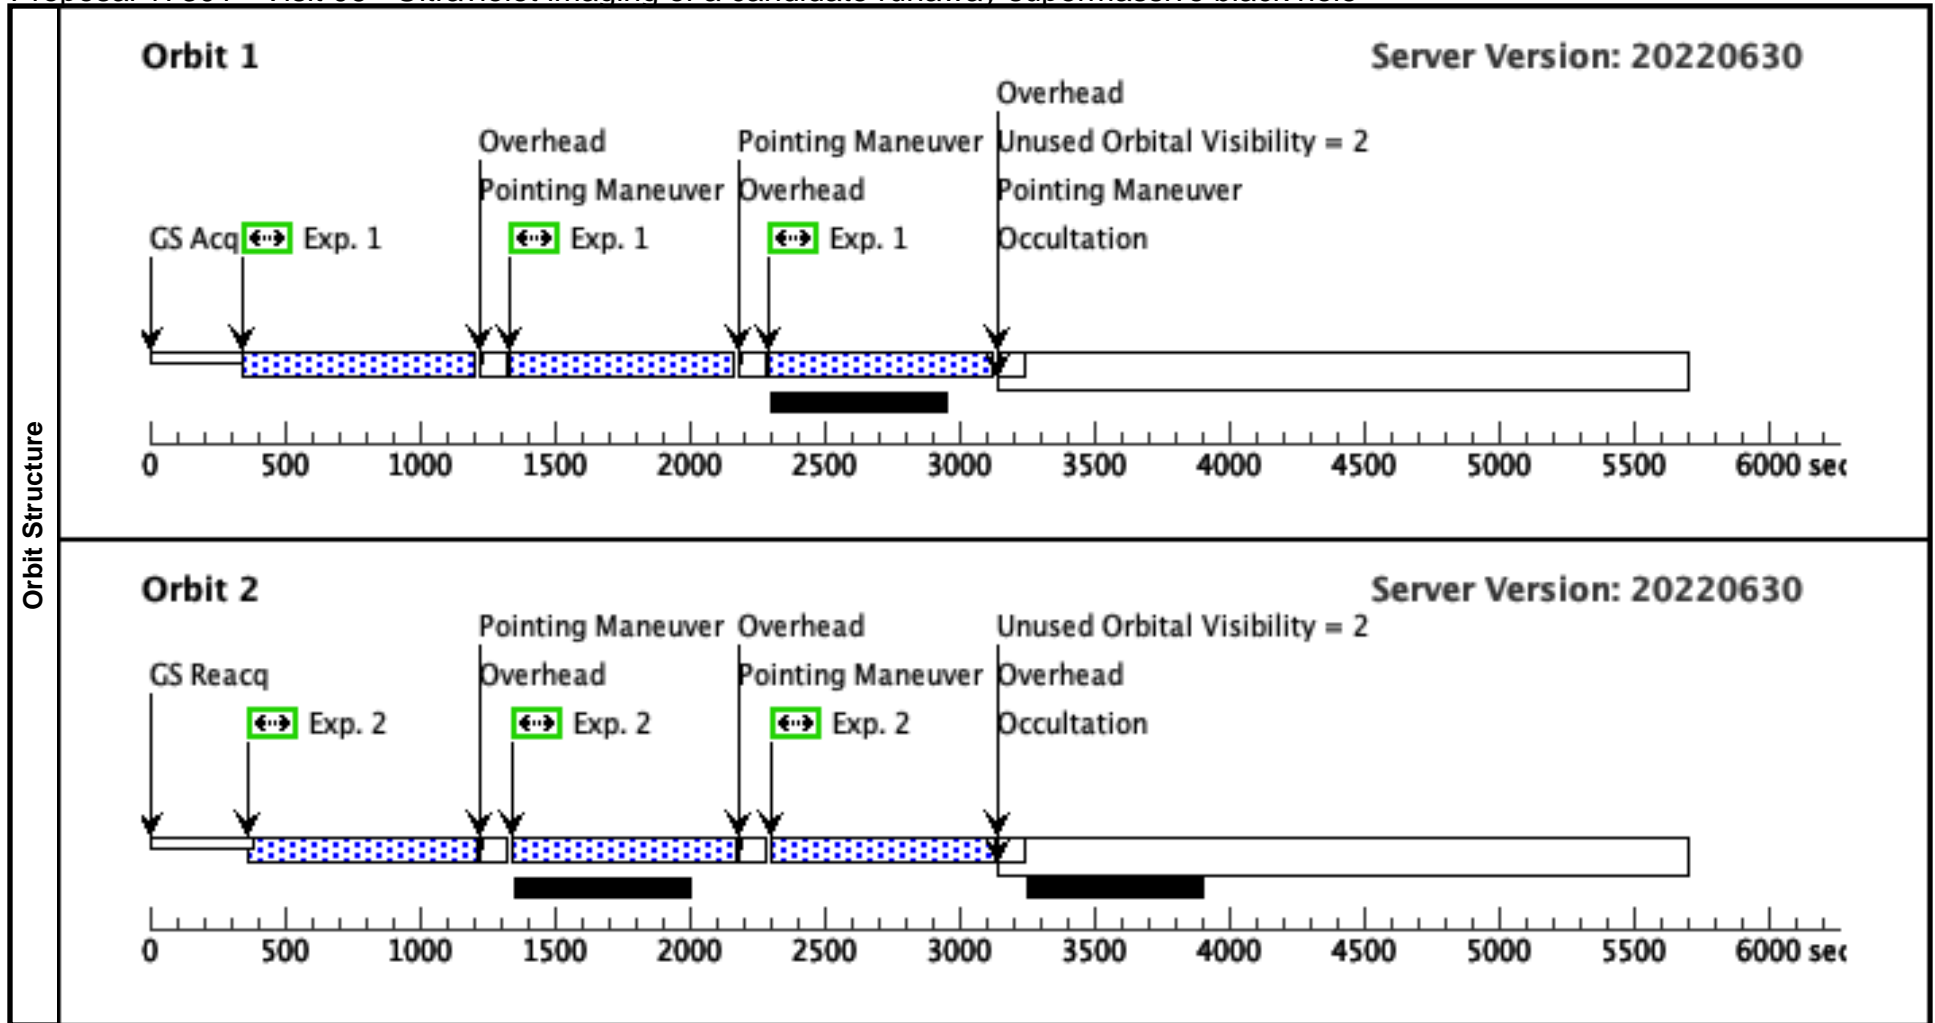 Orbit Structure
Orbit 1
Server Version: 20220630
Overhead
Overhead
Pointing Maneuver
Unused Orbital Visibility = 2
Pointing Maneuver
Overhead
Pointing Maneuver
GS Acq
Exp. 1
Exp. 1
Exp. 1
Occultation
0 500 1000 1500 2000 2500 3000 3500 4000 4500 5000 5500 6000 sec
Orbit 2
Server Version: 20220630
Pointing Maneuver
Overhead
Unused Orbital Visibility = 2
GS Reacq
Overhead
Pointing Maneuver
Overhead
Exp. 2
Exp. 2
Exp. 2
Occultation
0 500 1000 1500 2000 2500 3000 3500 4000 4500 5000 5500 6000 sec